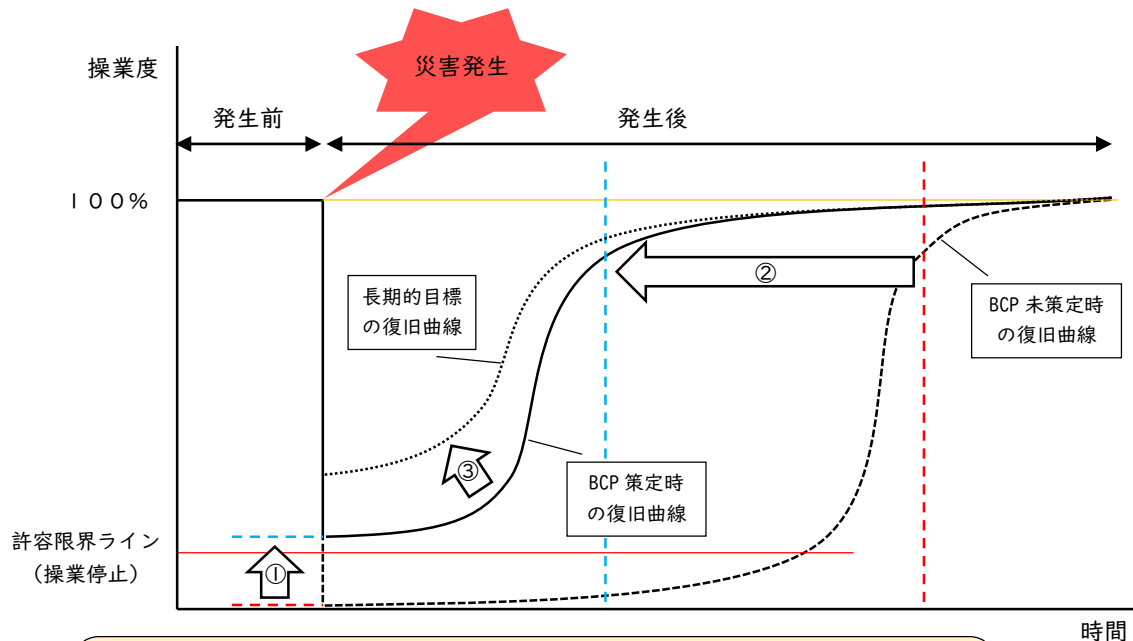 災害発生
操業度
発生前
発生後
１００％
②
長期的目標
の復旧曲線
BCP 未策定時
の復旧曲線
③
BCP 策定時
の復旧曲線
許容限界ライン
（操業停止）
①
時間